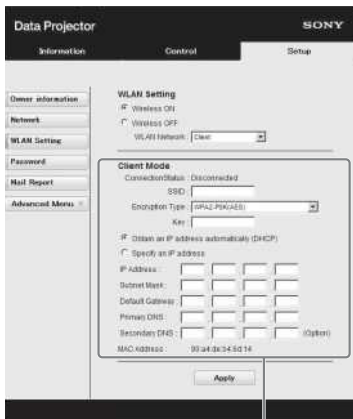 Data Projector
SONY
Information Control Setup
Owner information
Network
WLAN Setting
Password
Mail Report
Advanced Menu
WLAN Setting
Wireless ON
Wireless OFF
WLAN Network : Client
Client Mode
ConnectionStatus : Disconnected
SSID :
Encryption Type : WPA2-PSK(AES)
Key :
Obtain an IP address automatically (DHCP)
Specify an IP address
IP Address :
Subnet Mask :
Default Gateway :
Primary DNS :
Secondary DNS : (Option)
MAC Address :
Apply